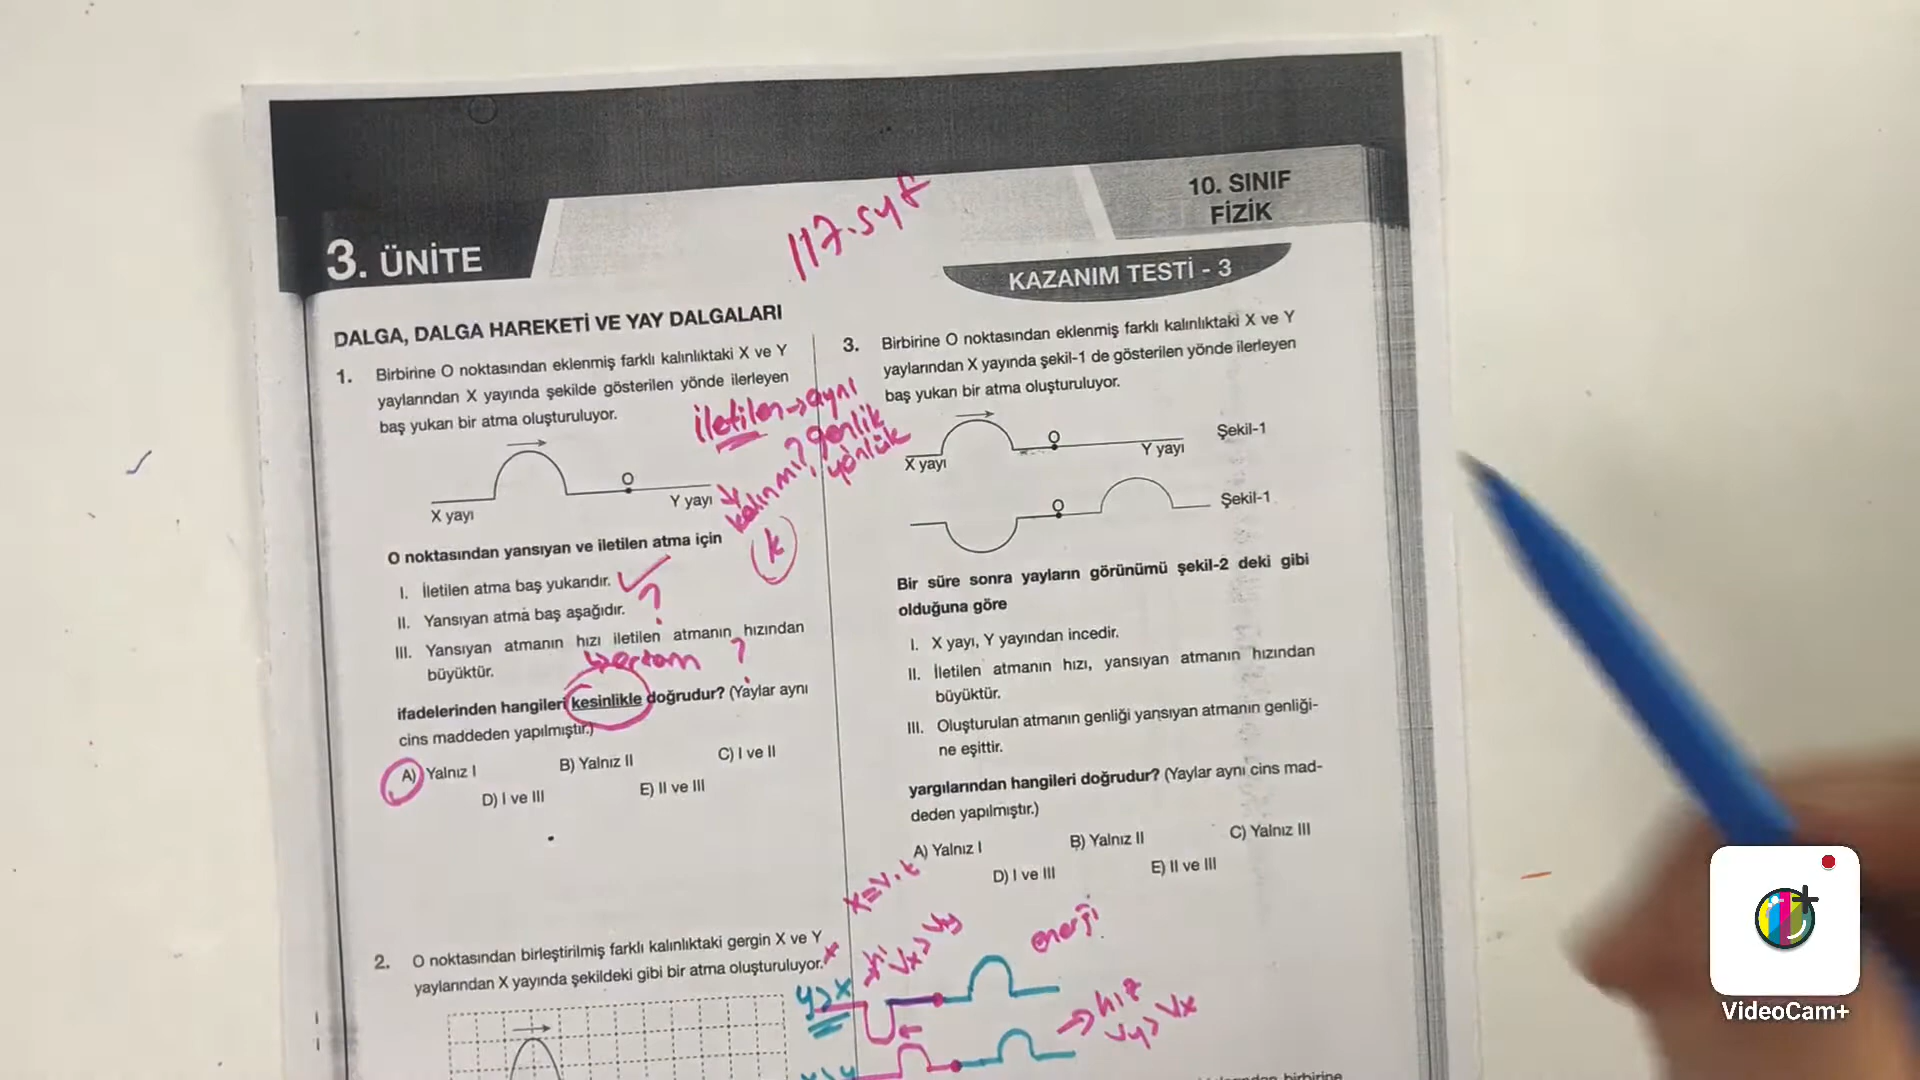 10. SINIF
FİZİK
117.syf
3. ÜNİTE
KAZANIM TESTİ - 3
DALGA, DALGA HAREKETİ VE YAY DALGALARI
1. Birbirine O noktasından eklenmiş farklı kalınlıktaki X ve Y
yaylarından X yayında şekilde gösterilen yönde ilerleyen
baş yukarı bir atma oluşturuluyor.
iletilen → aynı
kalın mı? genlik
yönlük
k
O
X yayı
Y yayı
O noktasından yansıyan ve iletilen atma için
I. İletilen atma baş yukarıdır.
II. Yansıyan atma baş aşağıdır. ?
III. Yansıyan atmanın hızı iletilen atmanın hızından
büyüktür.
?
ifadelerinden hangileri kesinlikle doğrudur? (Yaylar aynı
cins maddeden yapılmıştır.)
A) Yalnız I
B) Yalnız II
C) I ve II
D) I ve III
E) II ve III
2. O noktasından birleştirilmiş farklı kalınlıktaki gergin X ve Y
yaylarından X yayında şekildeki gibi bir atma oluşturuluyor.
3. Birbirine O noktasından eklenmiş farklı kalınlıktaki X ve Y
yaylarından X yayında şekil-1 de gösterilen yönde ilerleyen
baş yukarı bir atma oluşturuluyor.
O
X yayı
Y yayı
Şekil-1
O
Şekil-1
Bir süre sonra yayların görünümü şekil-2 deki gibi
olduğuna göre
I. X yayı, Y yayından incedir.
II. İletilen atmanın hızı, yansıyan atmanın hızından
büyüktür.
III. Oluşturulan atmanın genliği yansıyan atmanın genliği-
ne eşittir.
yargılarından hangileri doğrudur? (Yaylar aynı cins mad-
deden yapılmıştır.)
A) Yalnız I
B) Yalnız II
C) Yalnız III
D) I ve III
E) II ve III
x=v.t
Vx>Vy
enerji
y>x
hız
Vy>Vx
birbirine
VideoCam+